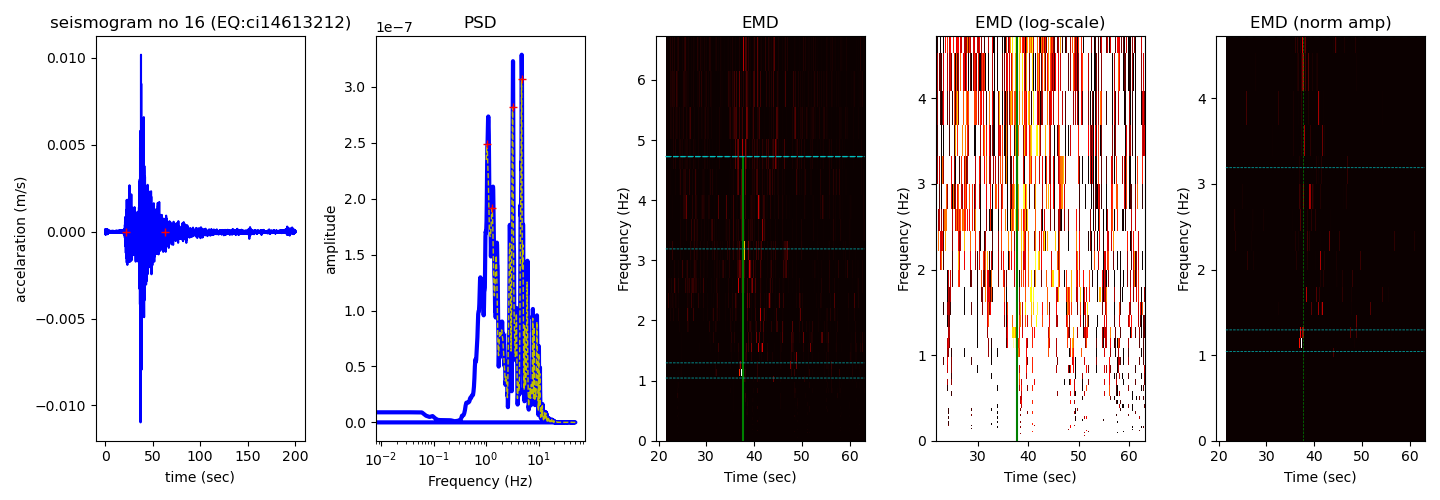 seismogram no 16 (EQ:ci14613212)
accelaration (m/s)
0.010
0.005
0.000
−0.005
−0.010
0 50 100 150 200
time (sec)
PSD
1e−7
amplitude
3.0
2.5
2.0
1.5
1.0
0.5
0.0
10⁻² 10⁻¹ 10⁰ 10¹
Frequency (Hz)
EMD
Frequency (Hz)
6
5
4
3
2
1
0
20 30 40 50 60
Time (sec)
EMD (log-scale)
Frequency (Hz)
4
3
2
1
0
30 40 50 60
Time (sec)
EMD (norm amp)
Frequency (Hz)
4
3
2
1
0
20 30 40 50 60
Time (sec)